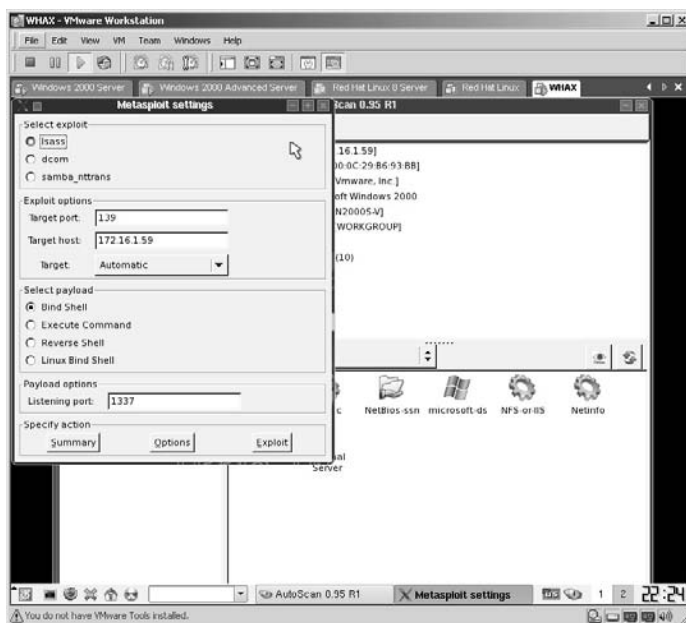 WHAX - VMware Workstation
File Edit View VM Team Windows Help
Windows 2000 Server Windows 2000 Advanced Server Red Hat Linux 8 Server Red Hat Linux WHAX
Metasploit settings
Scan 0.95 R1
Select exploit
lsass
dcom
samba_nttrans
Exploit options
Target port: 139
Target host: 172.16.1.59
Target: Automatic
Select payload
Bind Shell
Execute Command
Reverse Shell
Linux Bind Shell
Payload options
Listening port: 1337
Specify action
Summary Options Exploit
.16.1.59]
00:0C:29:B6:93:BB]
Vmware, Inc.]
oft Windows 2000
N2000S-V]
WORKGROUP]
(10)
c NetBios-ssn microsoft-ds NFS-or-IIS NetInfo
nal
Server
AutoScan 0.95 R1 Metasploit settings US 1 2 22:24
You do not have VMware Tools installed.